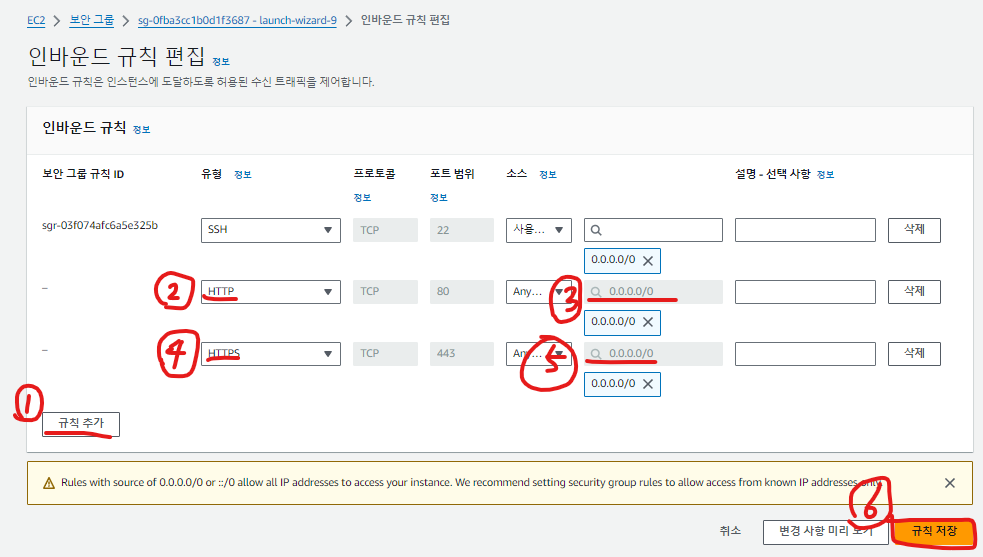 EC2 > 보안 그룹 > sg-0fba3cc1b0d1f3687 - launch-wizard-9 > 인바운드 규칙 편집
인바운드 규칙 편집 정보
인바운드 규칙은 인스턴스에 도달하도록 허용된 수신 트래픽을 제어합니다.
인바운드 규칙 정보
보안 그룹 규칙 ID 유형 정보 프로토콜 정보 포트 범위 정보 소스 정보 설명 - 선택 사항 정보
sgr-03f074afc6a5e325b SSH TCP 22 사용... 삭제
0.0.0.0/0
- 2 HTTP TCP 80 Any... 3 0.0.0.0/0 삭제
0.0.0.0/0
- 4 HTTPS TCP 443 Any... 5 0.0.0.0/0 삭제
0.0.0.0/0
1 규칙 추가
Rules with source of 0.0.0.0/0 or ::/0 allow all IP addresses to access your instance. We recommend setting security group rules to allow access from known IP addresses only.
6
취소 변경 사항 미리 보기 규칙 저장